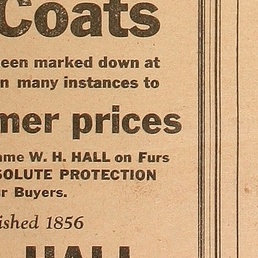 Coats
een marked down at
n many instances to
mer prices
ame W. H. HALL on Furs
SOLUTE PROTECTION
r Buyers.
ished 1856
HALL